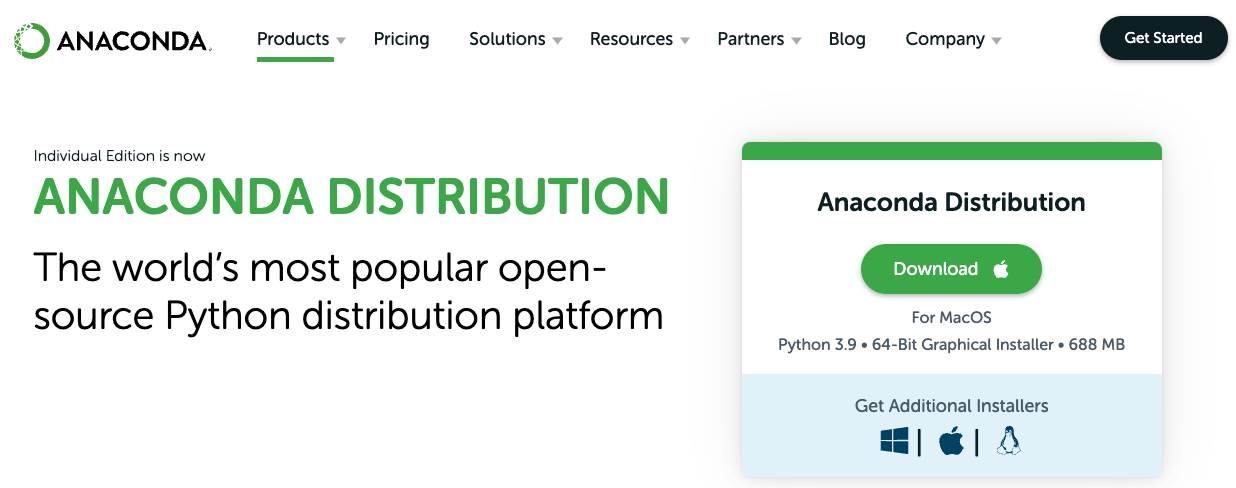 ANACONDA.
Products
Pricing
Solutions
Resources
Partners
Blog
Company
Get Started
Individual Edition is now
ANACONDA DISTRIBUTION
The world's most popular open-
source Python distribution platform
Anaconda Distribution
Download
For MacOS
Python 3.9 • 64-Bit Graphical Installer • 688 MB
Get Additional Installers
| |